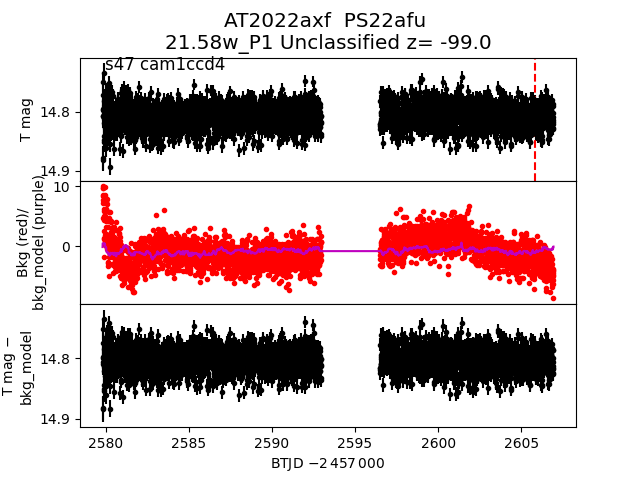 AT2022axf PS22afu
21.58w_P1 Unclassified z= -99.0
s47 cam1ccd4
T mag
14.8
14.9
Bkg (red)/
bkg_model (purple)
10
0
T mag −
bkg_model
14.8
14.9
2580 2585 2590 2595 2600 2605
BTJD −2 457 000